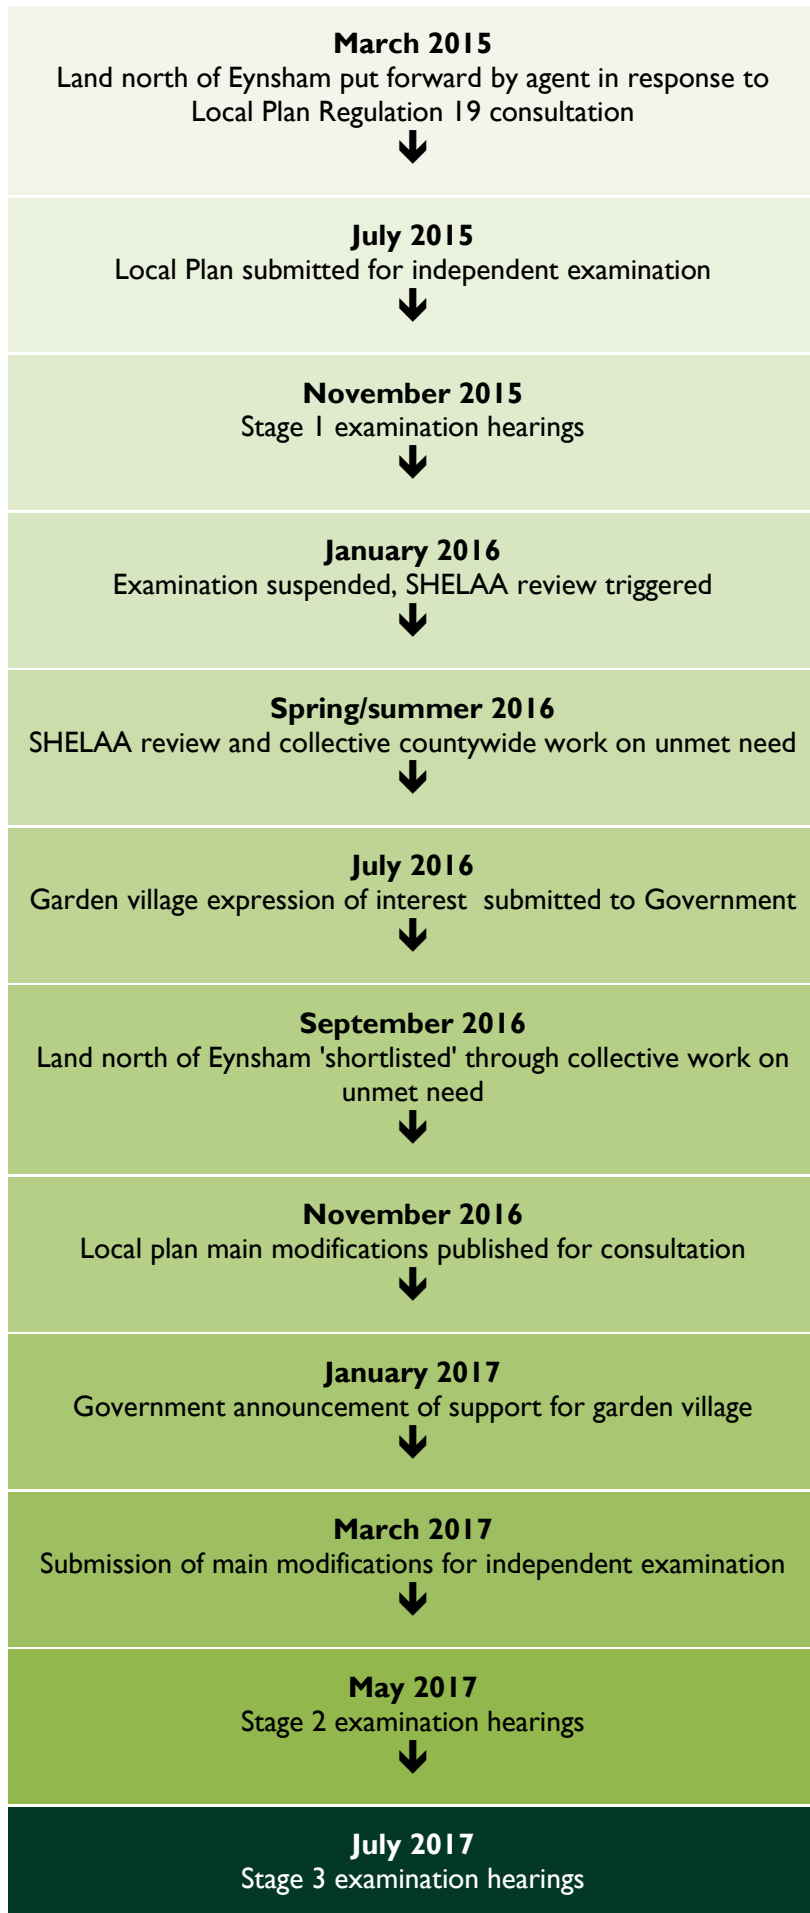 March 2015
Land north of Eynsham put forward by agent in response to
Local Plan Regulation 19 consultation
July 2015
Local Plan submitted for independent examination
November 2015
Stage 1 examination hearings
January 2016
Examination suspended, SHELAA review triggered
Spring/summer 2016
SHELAA review and collective countywide work on unmet need
July 2016
Garden village expression of interest  submitted to Government
September 2016
Land north of Eynsham 'shortlisted' through collective work on
unmet need
November 2016
Local plan main modifications published for consultation
January 2017
Government announcement of support for garden village
March 2017
Submission of main modifications for independent examination
May 2017
Stage 2 examination hearings
July 2017
Stage 3 examination hearings